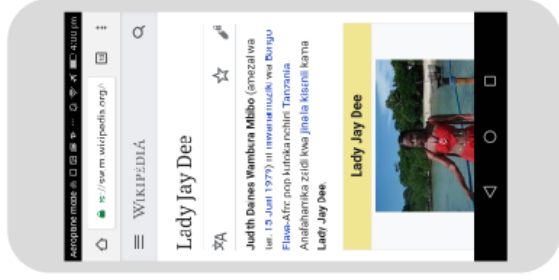 Aeroplane mode
4:00 pm
s://sw.m.wikipedia.org/
WIKIPEDIA
Lady Jay Dee
Judith Danes Wambura Mbibo (amezaliwa
tar. 15 Juni 1979) ni mwanamuziki wa Bongo
Flava-Afro pop kutoka nchini Tanzania.
Anafahamika zaidi kwa jina la kisanii kama
Lady Jay Dee.
Lady Jay Dee